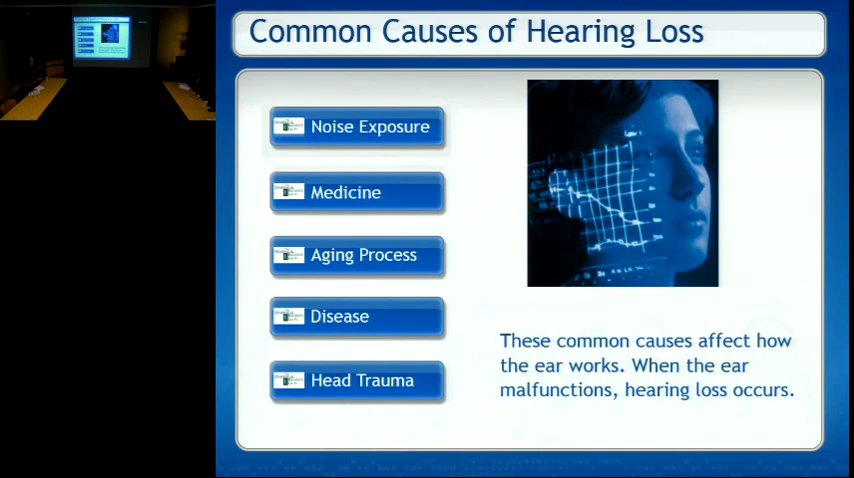 Common Causes of Hearing Loss
Noise Exposure
Medicine
Aging Process
Disease
Head Trauma
These common causes affect how
the ear works. When the ear
malfunctions, hearing loss occurs.